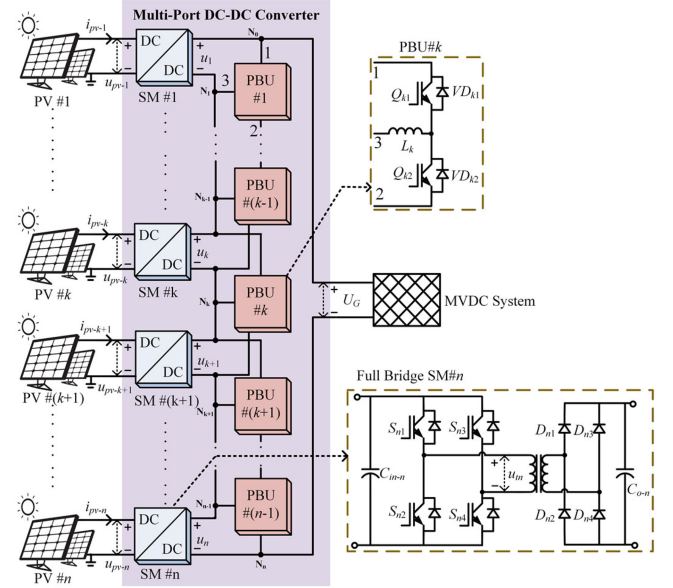 Multi-Port DC-DC Converter
i_pv-1
DC
DC
+
−
+
−
u_pv-1
u_1
PV #1
SM #1
N_0
1
PBU
#1
3
N_1
2
PBU
#(k-1)
N_k-1
i_pv-k
DC
DC
+
−
+
−
u_pv-k
u_k
PV #k
SM #k
N_k
PBU
#k
i_pv-k+1
DC
DC
+
−
+
−
u_pv-k+1
u_k+1
PV #(k+1)
SM #(k+1)
N_k+1
PBU
#(k+1)
i_pv-n
DC
DC
+
−
+
−
u_pv-n
u_n
PV #n
SM #n
N_n-1
PBU
#(n-1)
N_n
PBU#k
1
Q_k1
VD_k1
3
L_k
Q_k2
VD_k2
2
+
U_G
−
MVDC System
Full Bridge SM#n
S_n1
S_n3
D_n1
D_n3
C_in-n
+
u_tn
−
C_o-n
S_n2
S_n4
D_n2
D_n4